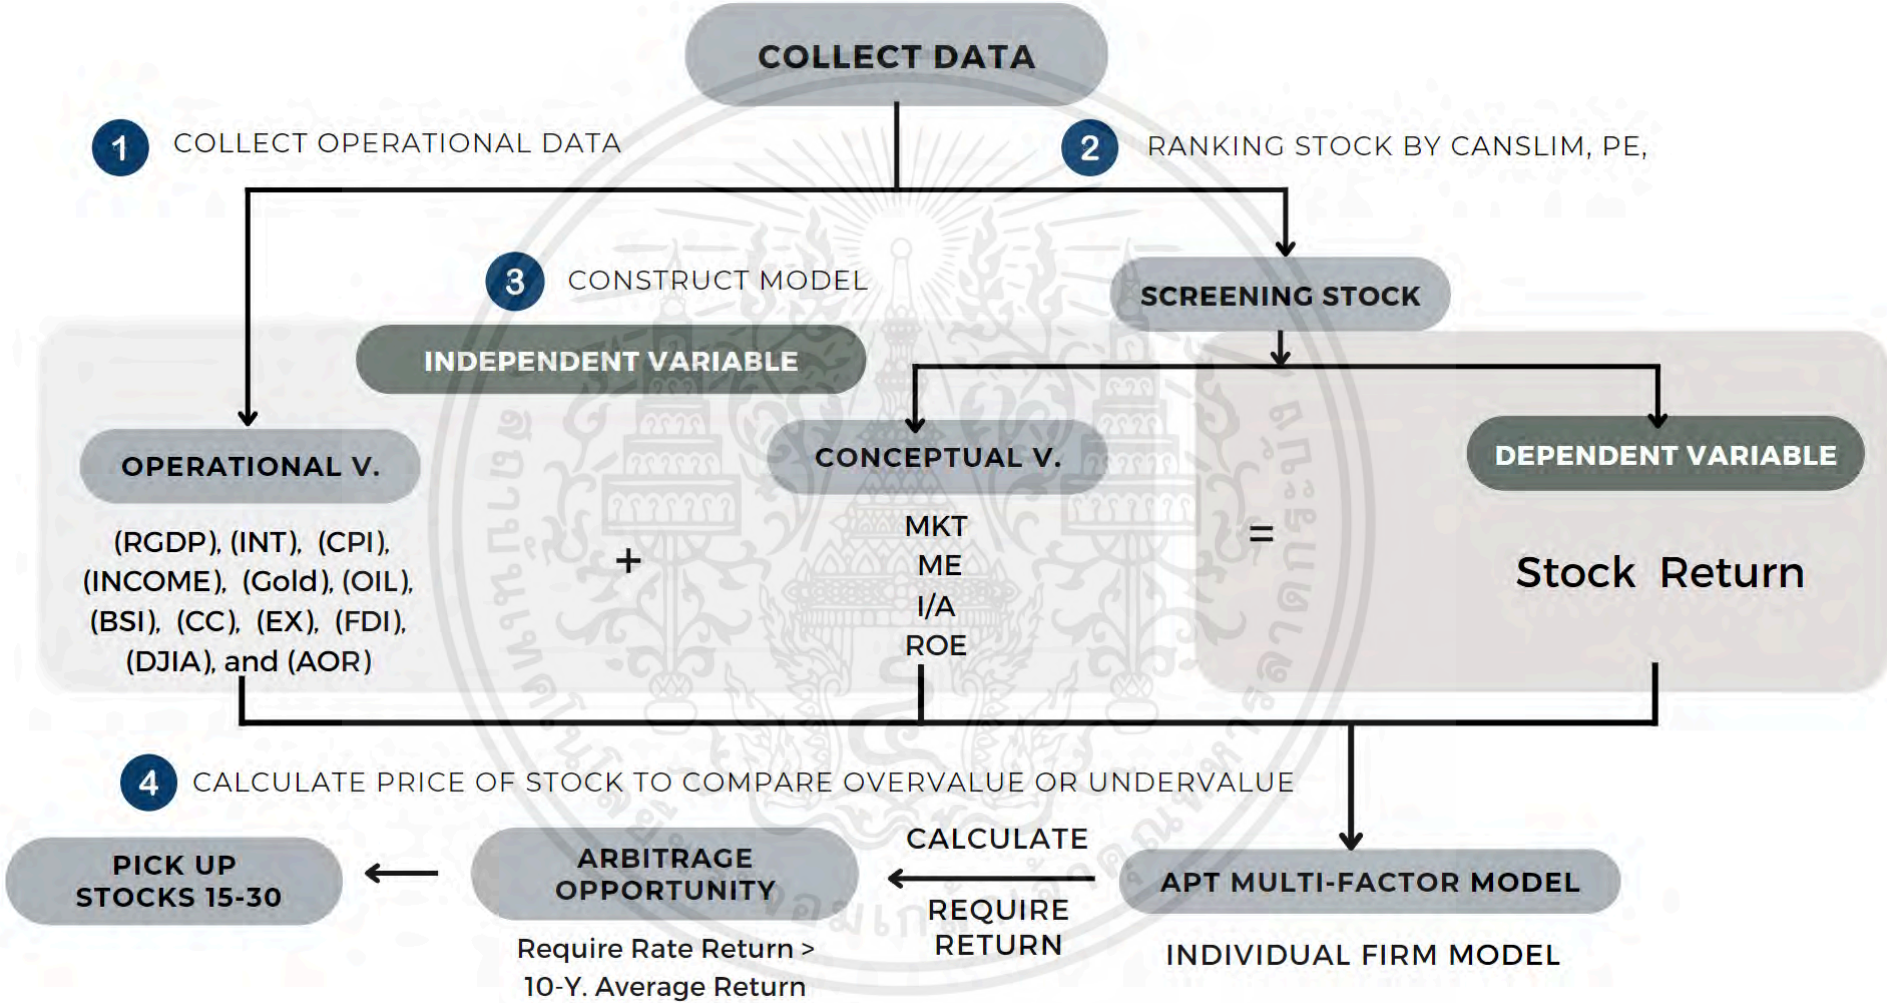 COLLECT DATA
1 COLLECT OPERATIONAL DATA
2 RANKING STOCK BY CANSLIM, PE,
3 CONSTRUCT MODEL
SCREENING STOCK
INDEPENDENT VARIABLE
OPERATIONAL V.
CONCEPTUAL V.
DEPENDENT VARIABLE
(RGDP), (INT), (CPI),
(INCOME), (Gold), (OIL),
(BSI), (CC), (EX), (FDI),
(DJIA), and (AOR)
+
MKT
ME
I/A
ROE
=
Stock Return
4 CALCULATE PRICE OF STOCK TO COMPARE OVERVALUE OR UNDERVALUE
PICK UP
STOCKS 15-30
ARBITRAGE
OPPORTUNITY
Require Rate Return >
10-Y. Average Return
CALCULATE
REQUIRE
RETURN
APT MULTI-FACTOR MODEL
INDIVIDUAL FIRM MODEL